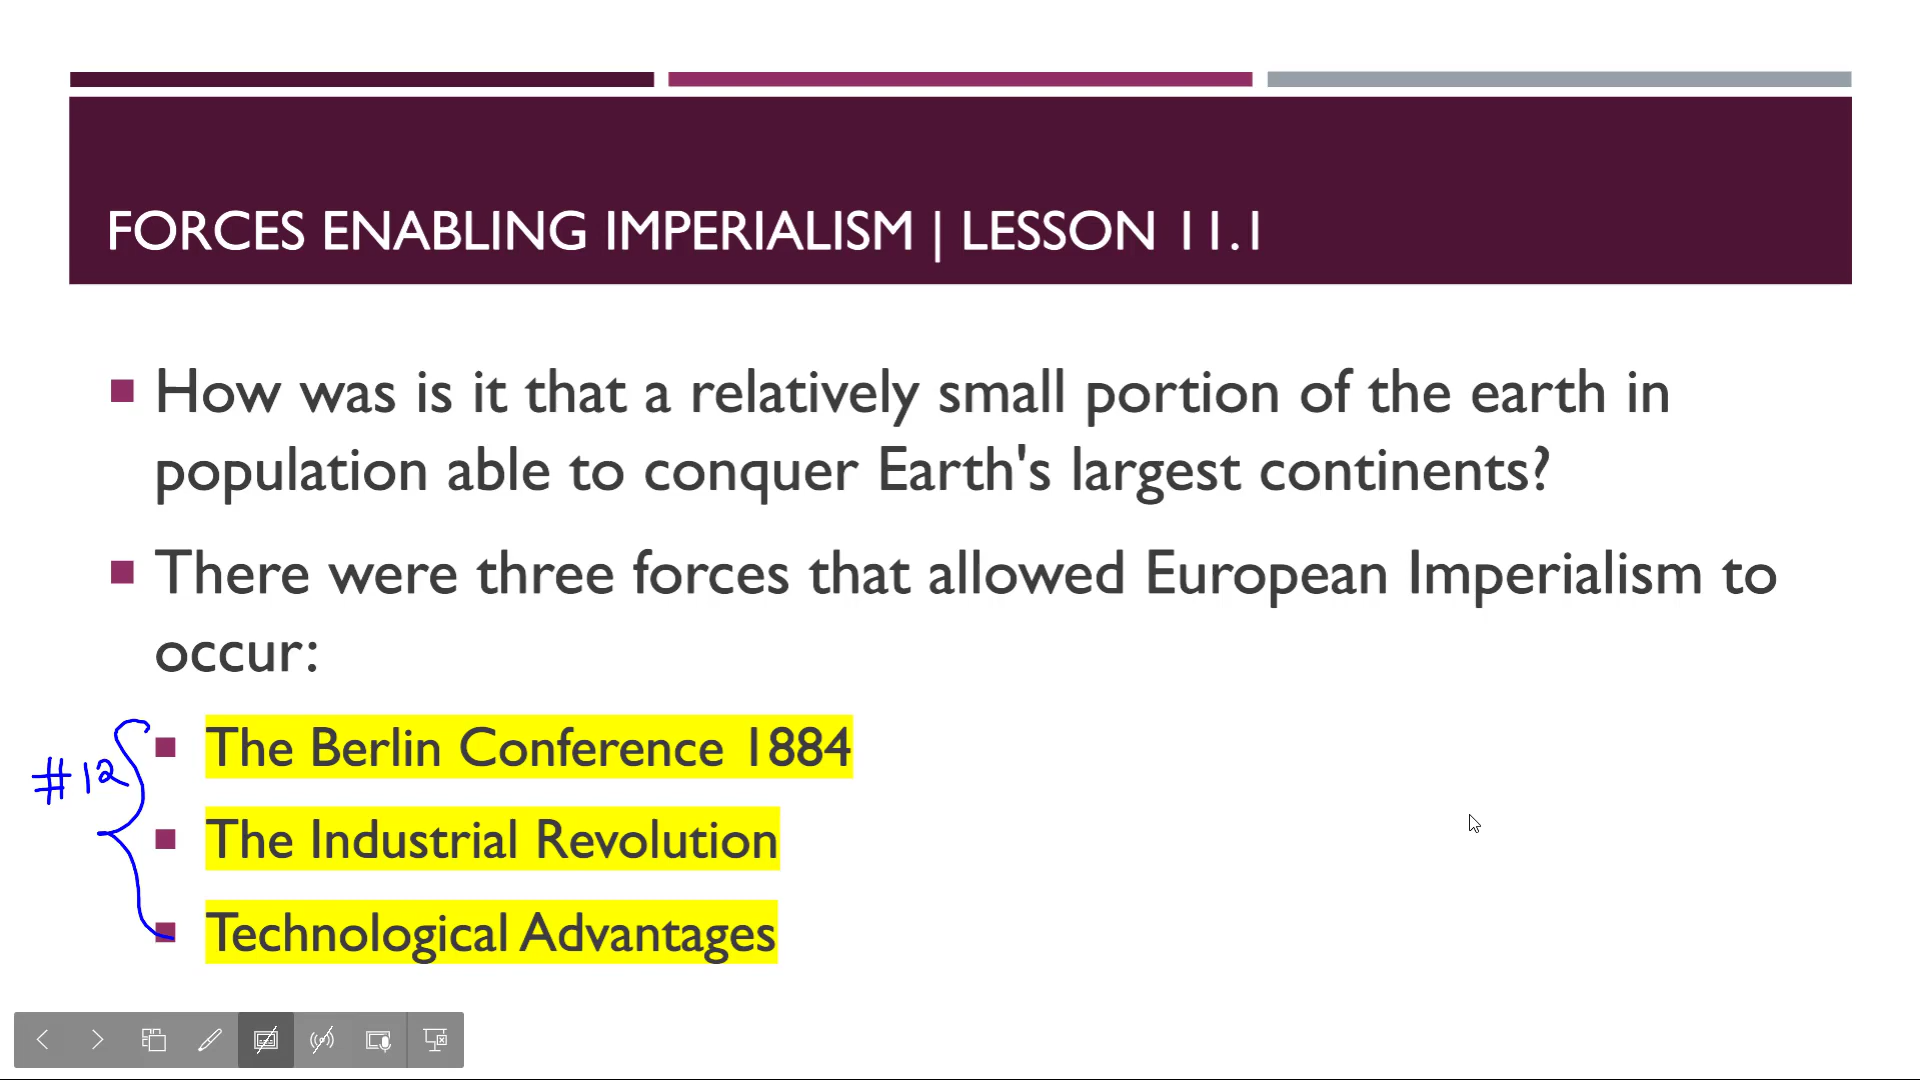 FORCES ENABLING IMPERIALISM | LESSON 11.1
How was is it that a relatively small portion of the earth in
population able to conquer Earth's largest continents?
There were three forces that allowed European Imperialism to
occur:
The Berlin Conference 1884
#12
The Industrial Revolution
Technological Advantages